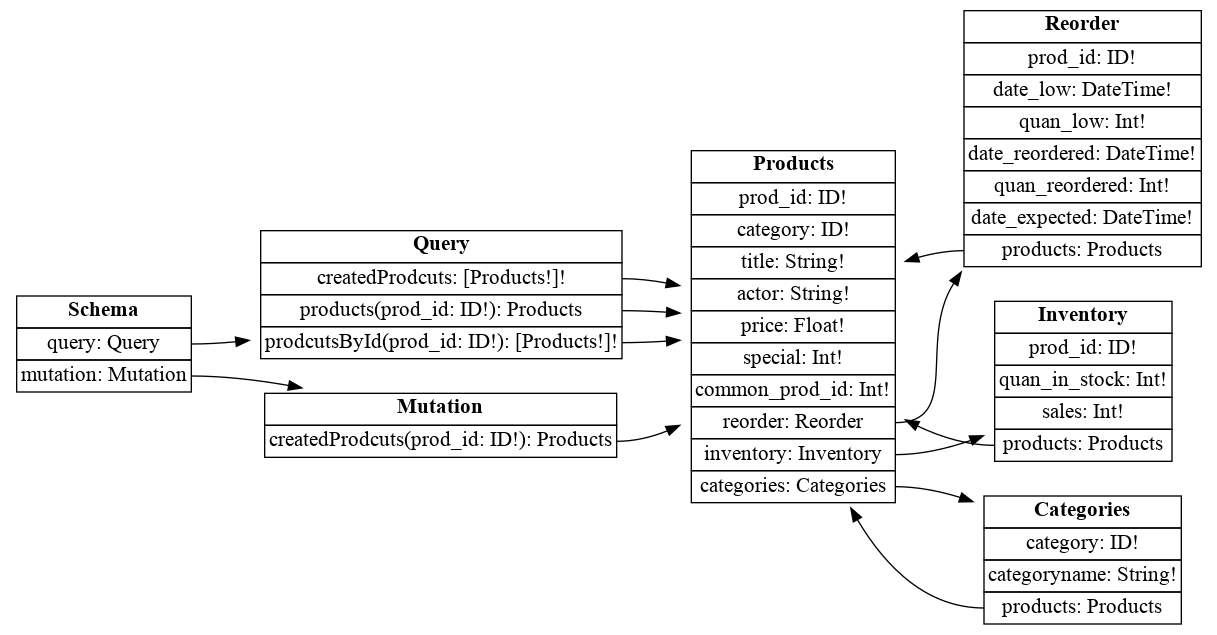 Schema
query: Query
mutation: Mutation
Query
createdProdcuts: [Products!]!
products(prod_id: ID!): Products
prodcutsById(prod_id: ID!): [Products!]!
Mutation
createdProdcuts(prod_id: ID!): Products
Products
prod_id: ID!
category: ID!
title: String!
actor: String!
price: Float!
special: Int!
common_prod_id: Int!
reorder: Reorder
inventory: Inventory
categories: Categories
Reorder
prod_id: ID!
date_low: DateTime!
quan_low: Int!
date_reordered: DateTime!
quan_reordered: Int!
date_expected: DateTime!
products: Products
Inventory
prod_id: ID!
quan_in_stock: Int!
sales: Int!
products: Products
Categories
category: ID!
categoryname: String!
products: Products